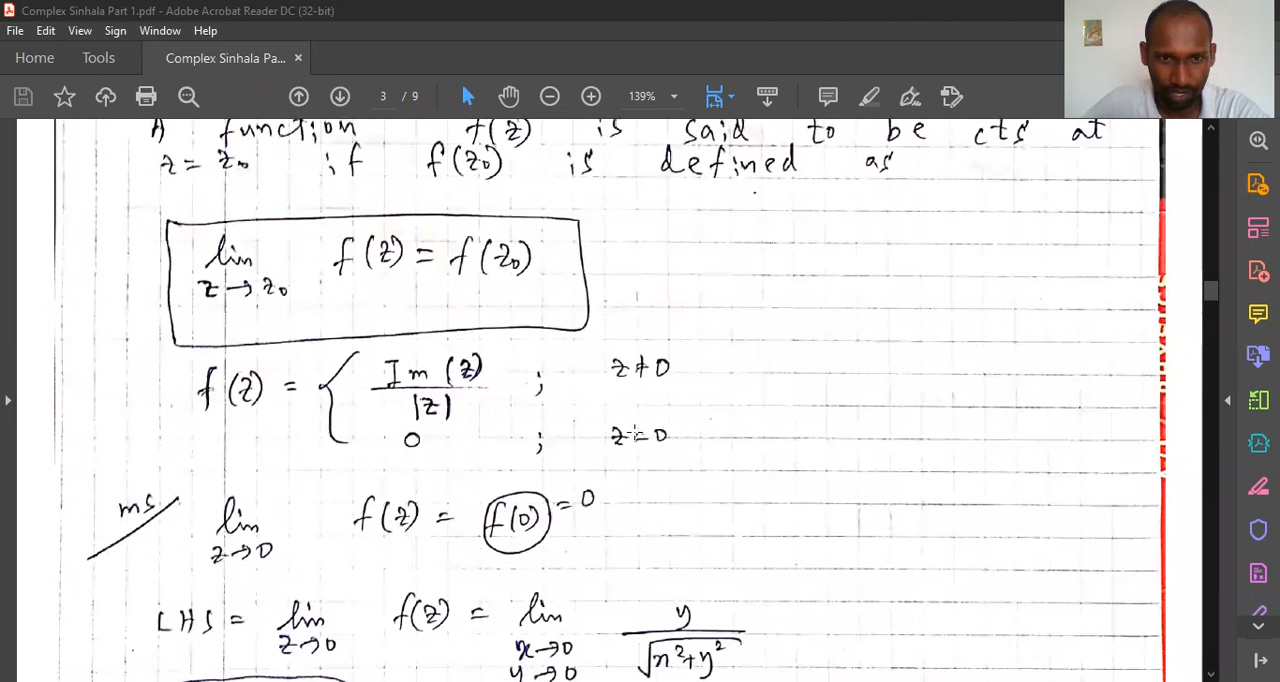 Complex Sinhala Part 1.pdf - Adobe Acrobat Reader DC (32-bit)
File Edit View Sign Window Help
Home Tools Complex Sinhala Pa... ×
3 / 9 139%
A function f(z) is said to be cts at
z = z₀ if f(z₀) is defined as
lim f(z) = f(z₀)
z → z₀
f(z) = { Im(z) / |z| ; z ≠ 0
0 ; z = 0
ms lim f(z) = f(0) = 0
z → 0
LHS = lim f(z) = lim y / √x²+y²
z → 0 x → 0
y → 0